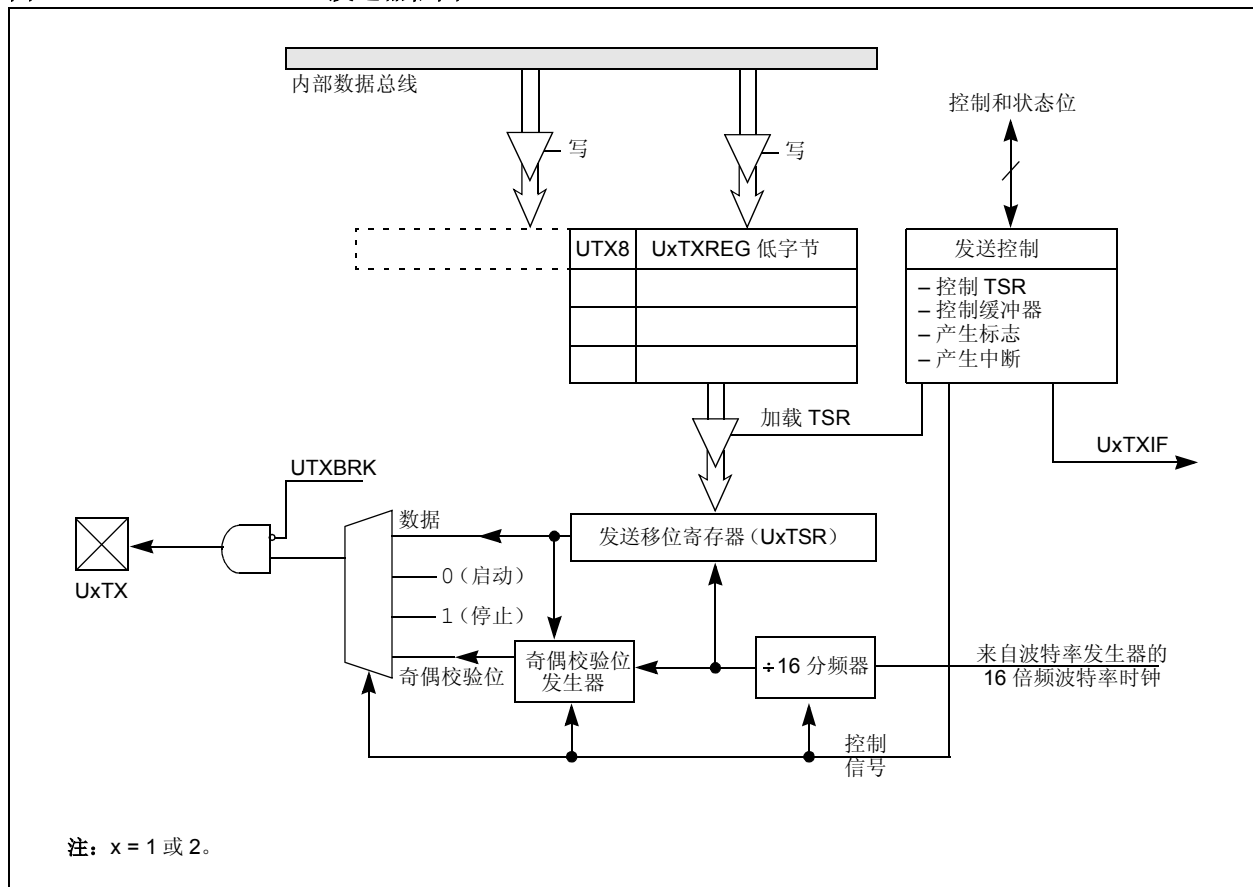 内部数据总线
控制和状态位
写
写
UTX8
UxTXREG 低字节
发送控制
– 控制 TSR
– 控制缓冲器
– 产生标志
– 产生中断
加载 TSR
UxTXIF
UTXBRK
数据
发送移位寄存器（UxTSR）
UxTX
0（启动）
1（停止）
奇偶校验位
奇偶校验位
发生器
÷16 分频器
来自波特率发生器的
16 倍频波特率时钟
控制
信号
注：x = 1 或 2。